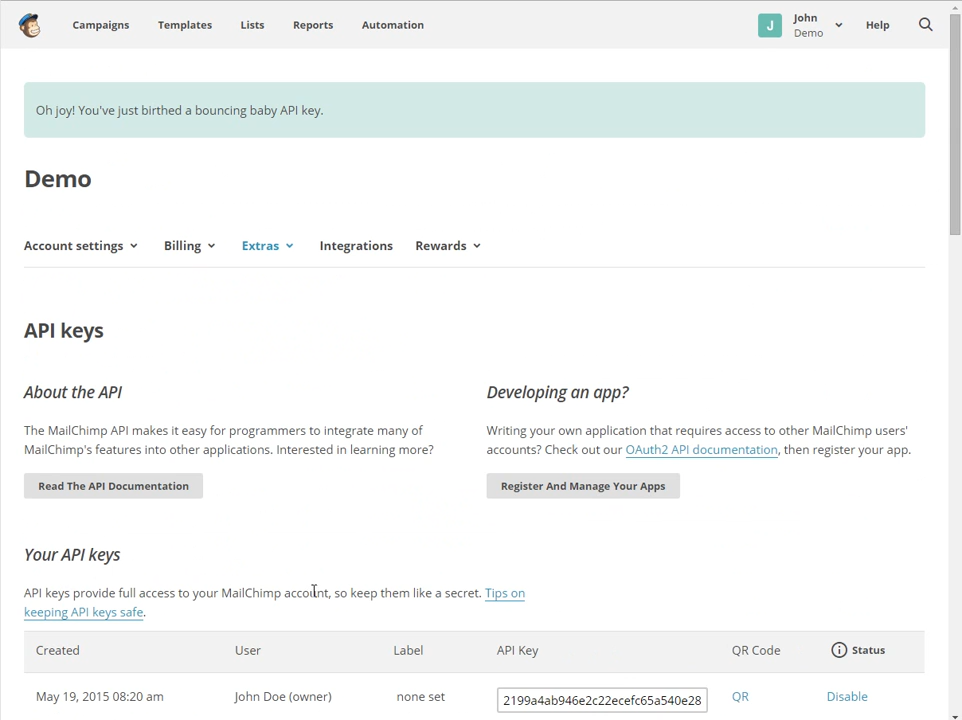 Campaigns Templates Lists Reports Automation J John Demo Help
Oh joy! You've just birthed a bouncing baby API key.
Demo
Account settings Billing Extras Integrations Rewards
API keys
About the API
The MailChimp API makes it easy for programmers to integrate many of
MailChimp's features into other applications. Interested in learning more?
Read The API Documentation
Developing an app?
Writing your own application that requires access to other MailChimp users'
accounts? Check out our OAuth2 API documentation, then register your app.
Register And Manage Your Apps
Your API keys
API keys provide full access to your MailChimp account, so keep them like a secret. Tips on
keeping API keys safe.
Created User Label API Key QR Code Status
May 19, 2015 08:20 am John Doe (owner) none set 2199a4ab946e2c22ecefc65a540e28 QR Disable